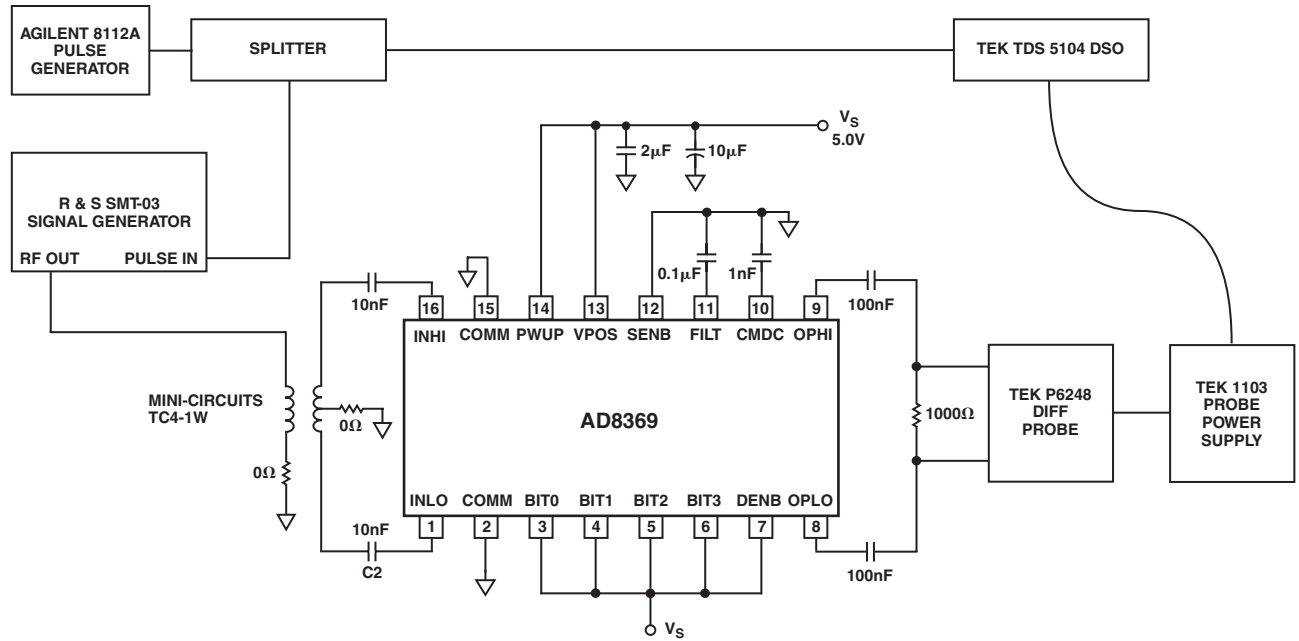 AGILENT 8112A
PULSE
GENERATOR
SPLITTER
TEK TDS 5104 DSO
VS
5.0V
2μF
10μF
R & S SMT-03
SIGNAL GENERATOR
RF OUT
PULSE IN
10nF
0.1μF
1nF
100nF
16
15
14
13
12
11
10
9
INHI
COMM
PWUP
VPOS
SENB
FILT
CMDC
OPHI
MINI-CIRCUITS
TC4-1W
0Ω
0Ω
AD8369
1000Ω
TEK P6248
DIFF
PROBE
TEK 1103
PROBE
POWER
SUPPLY
INLO
COMM
BIT0
BIT1
BIT2
BIT3
DENB
OPLO
1
2
3
4
5
6
7
8
10nF
C2
100nF
VS